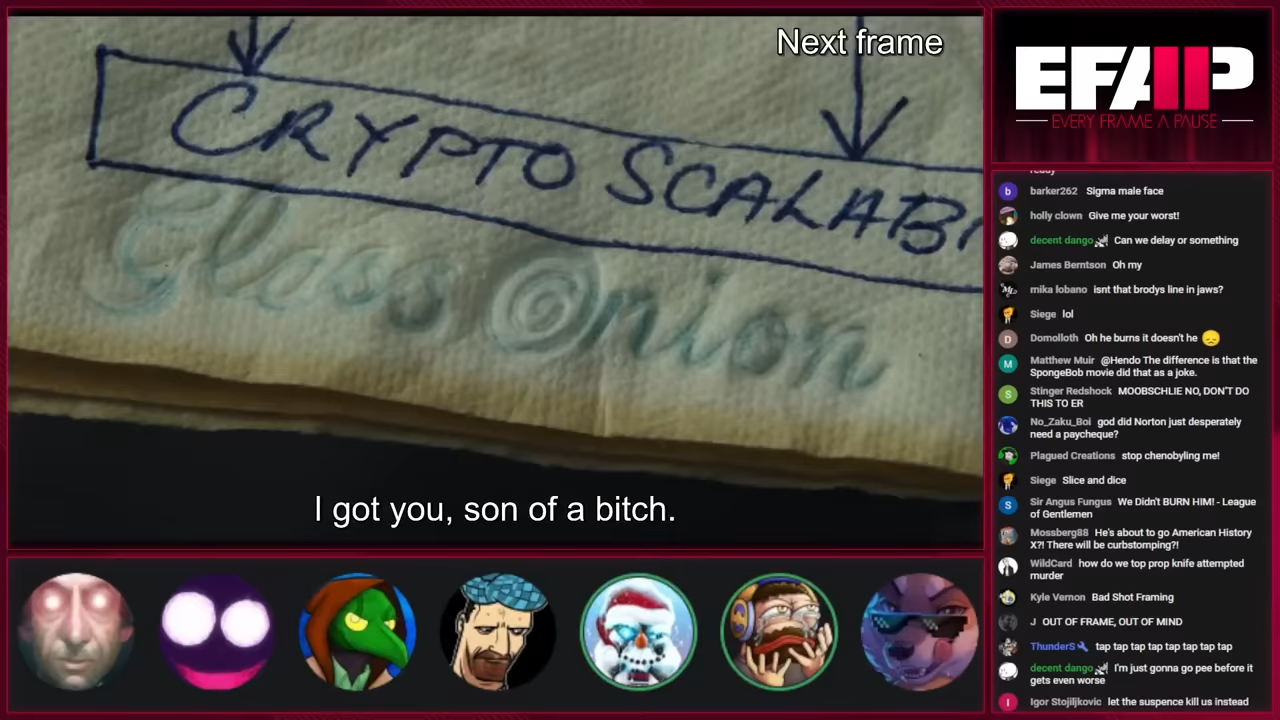 Next frame
CRYPTO SCALAB
Glass Onion
I got you, son of a bitch.
EFAP
EVERY FRAME A PAUSE
ready
barker262 Sigma male face
holly clown Give me your worst!
decent dango Can we delay or something
James Berntson Oh my
mika lobano isnt that brodys line in jaws?
Siege lol
Domolloth Oh he burns it doesn't he 😞
Matthew Muir @Hendo The difference is that the
SpongeBob movie did that as a joke.
Stinger Redshock MOOBSCHLIE NO, DON'T DO
THIS TO ER
No_Zaku_Boi god did Norton just desperately
need a paycheque?
Plagued Creations stop chenobyling me!
Siege Slice and dice
Sir Angus Fungus We Didn't BURN HIM! - League
of Gentlemen
Mossberg88 He's about to go American History
X?! There will be curbstomping?!
WildCard how do we top prop knife attempted
murder
Kyle Vernon Bad Shot Framing
J OUT OF FRAME, OUT OF MIND
ThunderS tap tap tap tap tap tap tap tap
decent dango I'm just gonna go pee before it
gets even worse
Igor Stojiljkovic let the suspence kill us instead